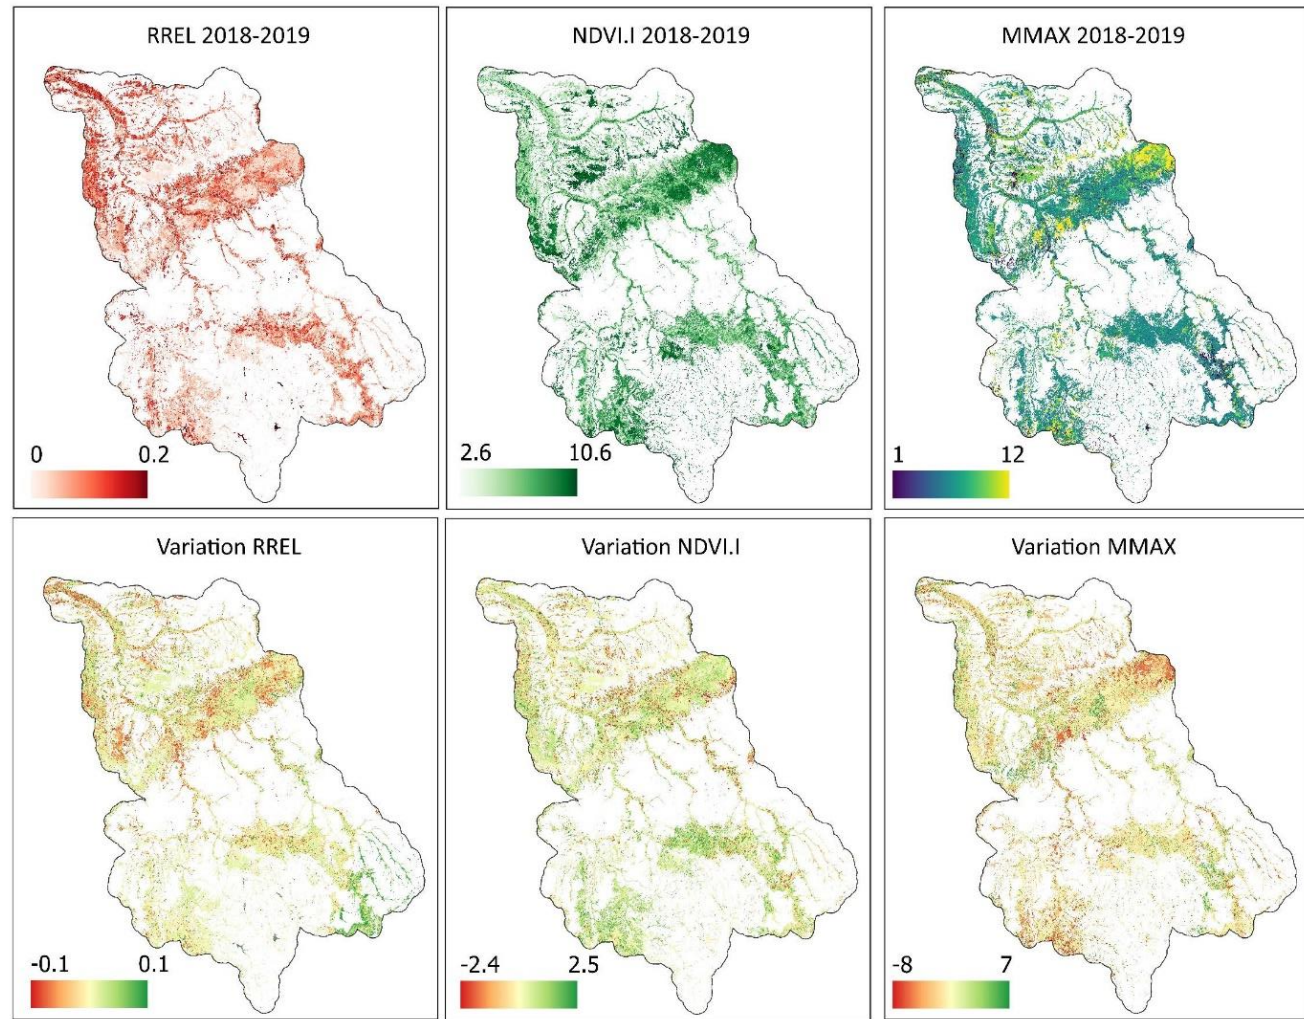 RREL 2018-2019
NDVI.I 2018-2019
MMAX 2018-2019
0 0.2
2.6 10.6
1 12
Variation RREL
Variation NDVI.I
Variation MMAX
-0.1 0.1
-2.4 2.5
-8 7